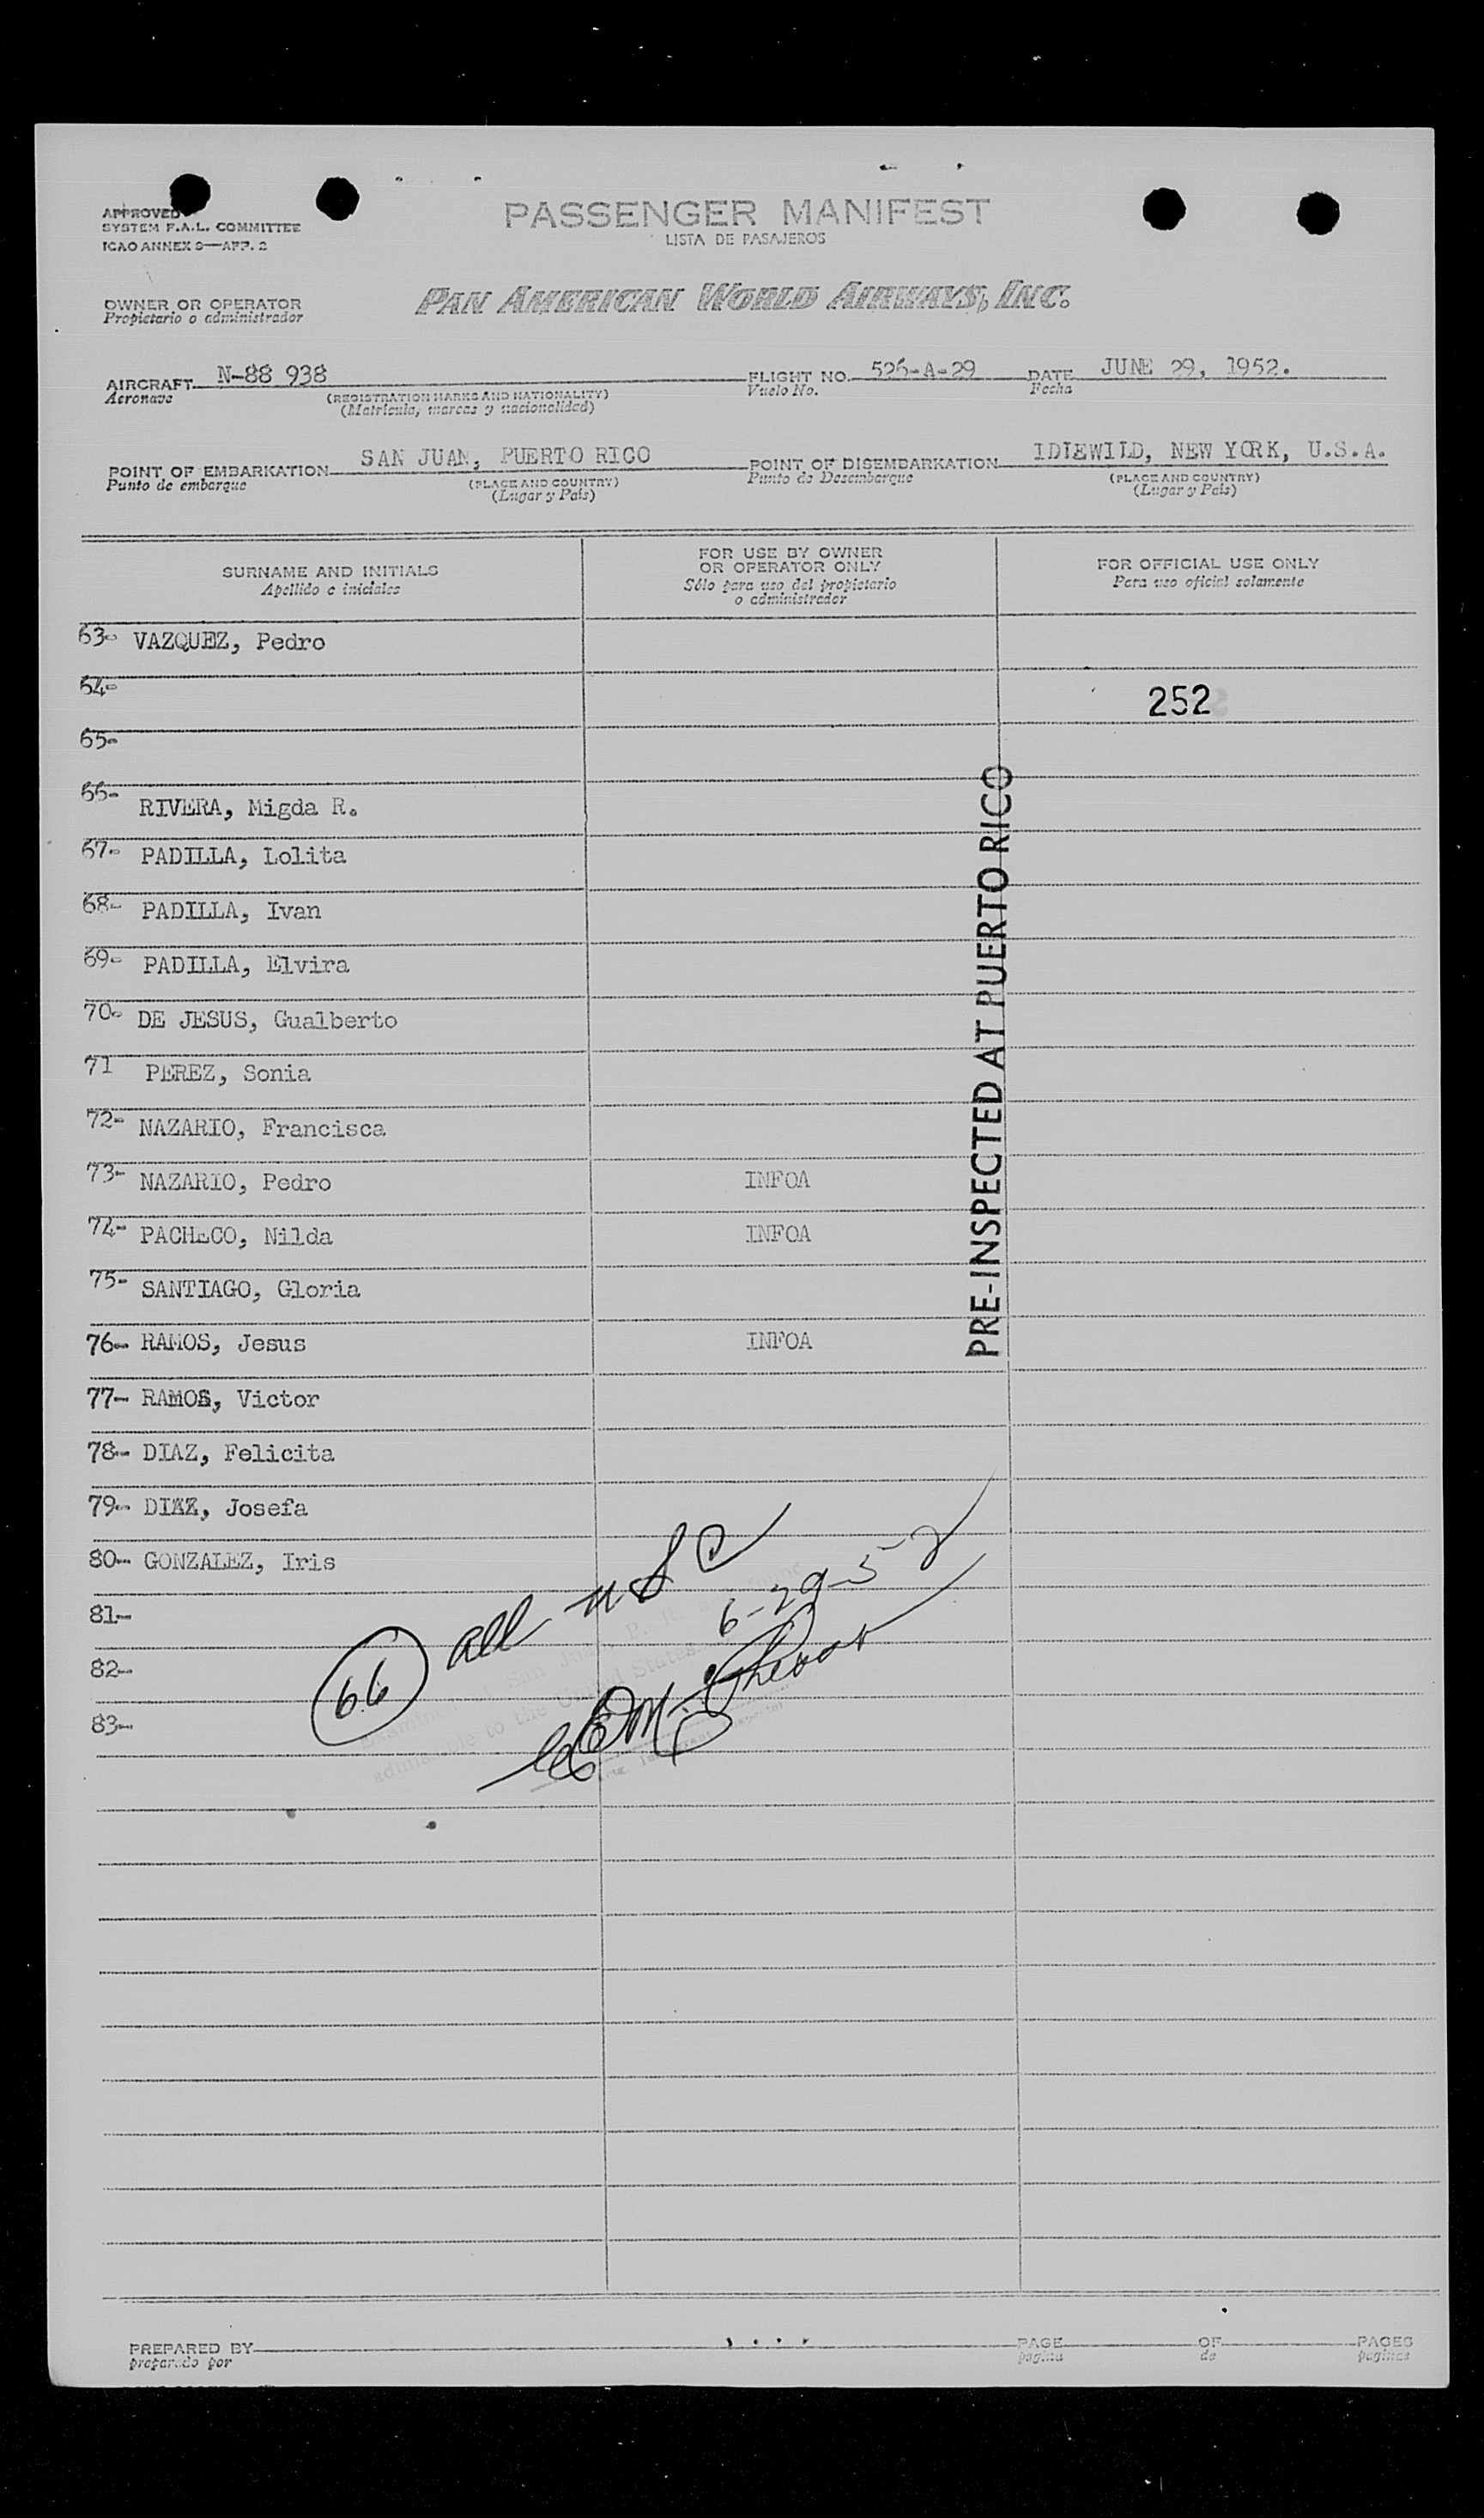 APPROVED
SYSTEM F.A.L. COMMITTEE
ICAO ANNEX 9—APP. 2
PASSENGER MANIFEST
LISTA DE PASAJEROS
OWNER OR OPERATOR
Propietario o administrador
PAN AMERICAN WORLD AIRWAYS, INC.
AIRCRAFT N-88 938 FLIGHT NO. 526-A-29 DATE JUNE 29, 1952.
Aeronave (REGISTRATION MARKS AND NATIONALITY) Vuelo No. Fecha
(Matricula, marcas y nacionalidad)
POINT OF EMBARKATION SAN JUAN, PUERTO RICO POINT OF DISEMBARKATION IDLEWILD, NEW YORK, U.S.A.
Punto de embarque (PLACE AND COUNTRY) Punto de Desembarque (PLACE AND COUNTRY)
(Lugar y País) (Lugar y País)
SURNAME AND INITIALS FOR USE BY OWNER OR OPERATOR ONLY FOR OFFICIAL USE ONLY
Apellido e iniciales Sólo para uso del propietario o administrador Para uso oficial solamente
63- VAZQUEZ, Pedro
64- 252
65-
66- RIVERA, Migda R.
67- PADILLA, Lolita
68- PADILLA, Ivan
69- PADILLA, Elvira
70- DE JESUS, Gualberto
71 PEREZ, Sonia
72- NAZARIO, Francisca
73- NAZARIO, Pedro INFOA
74- PACHECO, Nilda INFOA
75- SANTIAGO, Gloria
76- RAMOS, Jesus INFOA
77- RAMOS, Victor
78- DIAZ, Felicita
79- DIAZ, Josefa
80- GONZALEZ, Iris
81-
82-
83-
PRE-INSPECTED AT PUERTO RICO
66 all USC
6-29-52
PREPARED BY PAGE OF PAGES
preparado por pagina de paginas